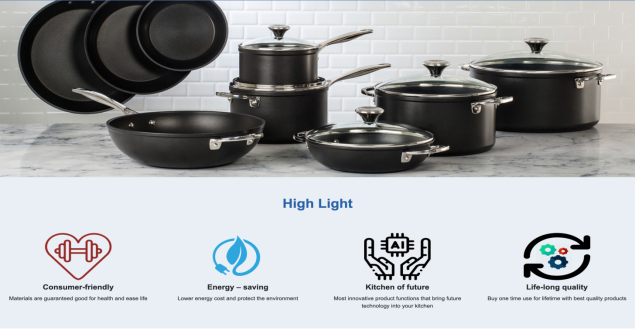 High Light
Consumer-friendly
Materials are guaranteed good for health and ease life
Energy – saving
Lower energy cost and protect the environment
AI
Kitchen of future
Most innovative product functions that bring future
technology into your kitchen
Life-long quality
Buy one time use for lifetime with best quality products